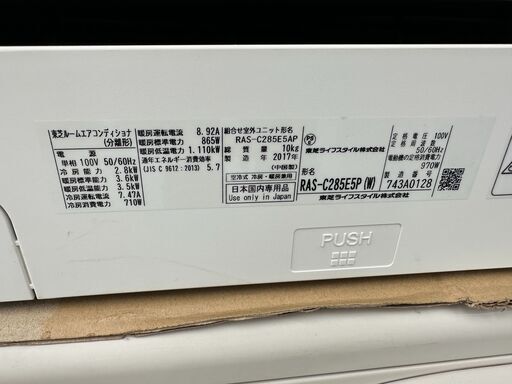 東芝ルームエアコンディショナ
(分離形)
電源
単相 100V 50/60Hz
冷房能力 2.8kW
暖房標準能力 3.6kW
暖房低温能力 3.5kW
冷房運転電流 7.47A
冷房消費電力 710W
暖房運転電流 8.92A
暖房標準電力 865W
暖房低温電力 1.110kW
通年エネルギー消費効率
(JIS C 9612:2013) 5.7
組合せ室外ユニット形名
RAS-C285E5AP
総質量 10kg
製造年 2017年
(中国製)
空冷式 冷房・暖房兼用
日本国内専用品
Use only in Japan
PS
東芝ライフスタイル株式会社
形名 RAS-C285E5P(W)
東芝ライフスタイル株式会社
定格電圧 100V
定格周波数
50/60Hz
電動機の定格消費電力
970W
製造番号
743A0128
PUSH